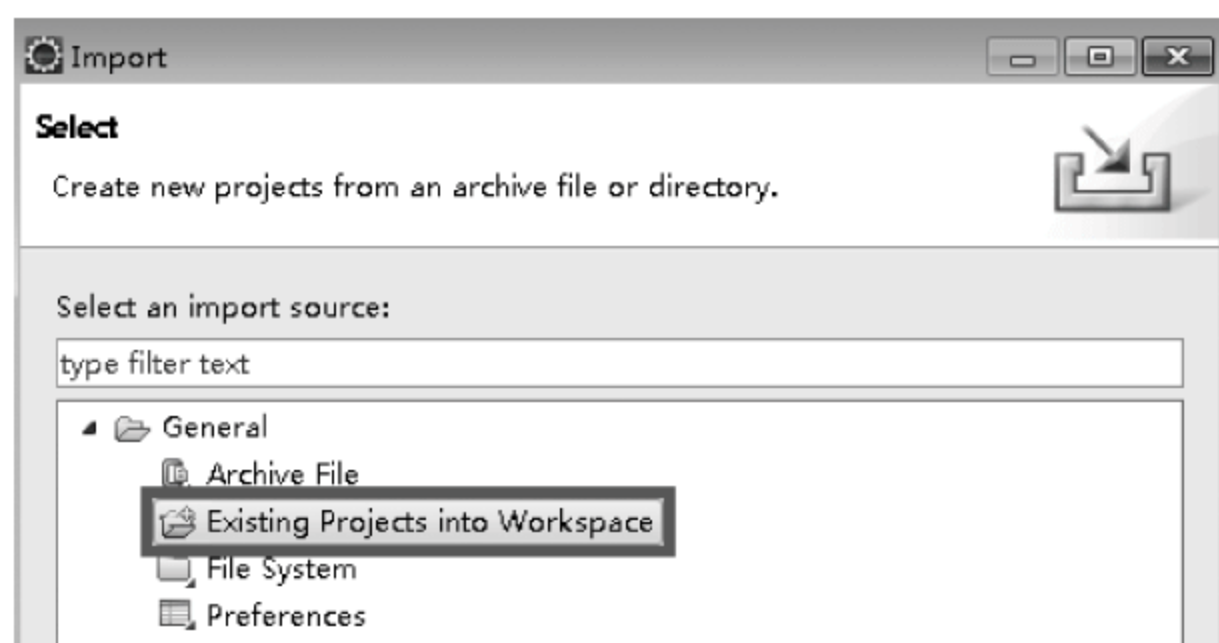 Import
Select
Create new projects from an archive file or directory.
Select an import source:
type filter text
General
Archive File
Existing Projects into Workspace
File System
Preferences